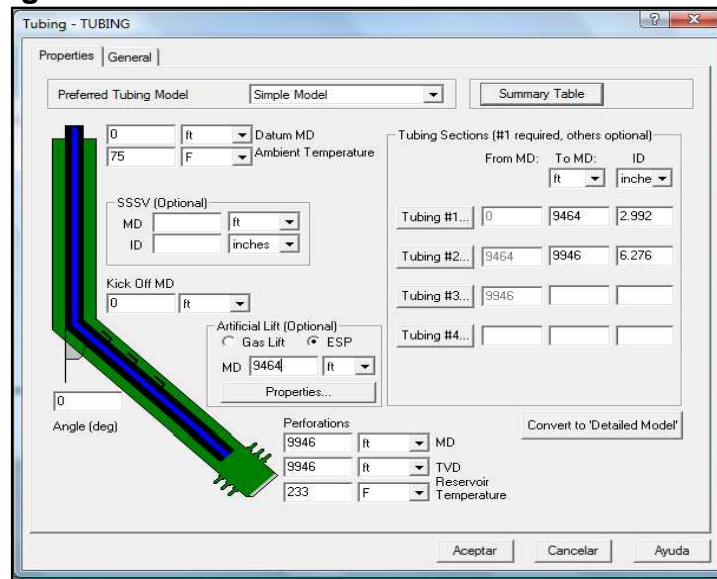 Tubing - TUBING
Properties General
Preferred Tubing Model Simple Model Summary Table
0 ft Datum MD
75 F Ambient Temperature
SSSV (Optional)
MD ft
ID inches
Kick Off MD
0 ft
Artificial Lift (Optional)
Gas Lift ESP
MD 9464 ft
Properties...
0
Angle (deg)
Perforations
9946 ft MD
9946 ft TVD
233 F Reservoir Temperature
Tubing Sections (#1 required, others optional)
From MD: To MD: ID
ft inche
Tubing #1... 0 9464 2.992
Tubing #2... 9464 9946 6.276
Tubing #3... 9946
Tubing #4...
Convert to 'Detailed Model'
Aceptar Cancelar Ayuda